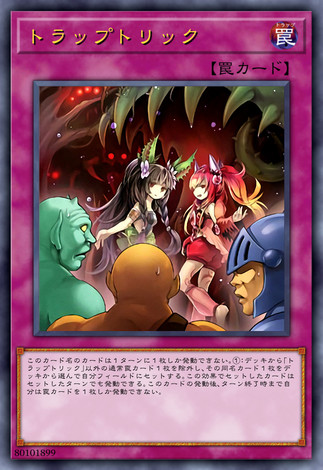 トラップトリック
トラップ
罠
【罠カード】
このカード名のカードは１ターンに１枚しか発動できない。①：デッキから「ト
ラップトリック」以外の通常罠カード１枚を除外し、その同名カード１枚をデ
ッキから選んで自分フィールドにセットする。この効果でセットしたカードは
セットしたターンでも発動できる。このカードの発動後、ターン終了時まで自
分は罠カードを１枚しか発動できない。
80101899